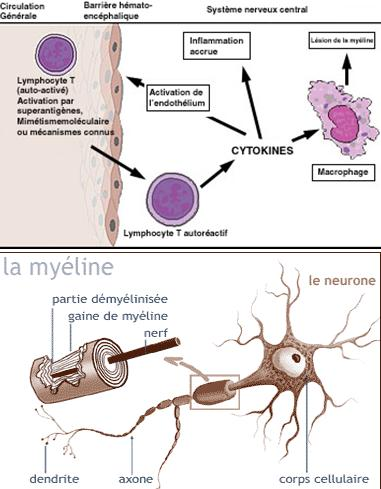 Circulation
Générale
Barrière hémato-
encéphalique
Système nerveux central
Inflammation
accrue
Lésion de la myéline
Lymphocyte T
(auto-activé)
Activation par
superantigènes,
Mimétismemoléculaire
ou mécanismes connus
Activation de
l'endothélium
CYTOKINES
Macrophage
Lymphocyte T autoréactif
la myéline
le neurone
partie démyélinisée
gaine de myéline
nerf
dendrite
axone
corps cellulaire